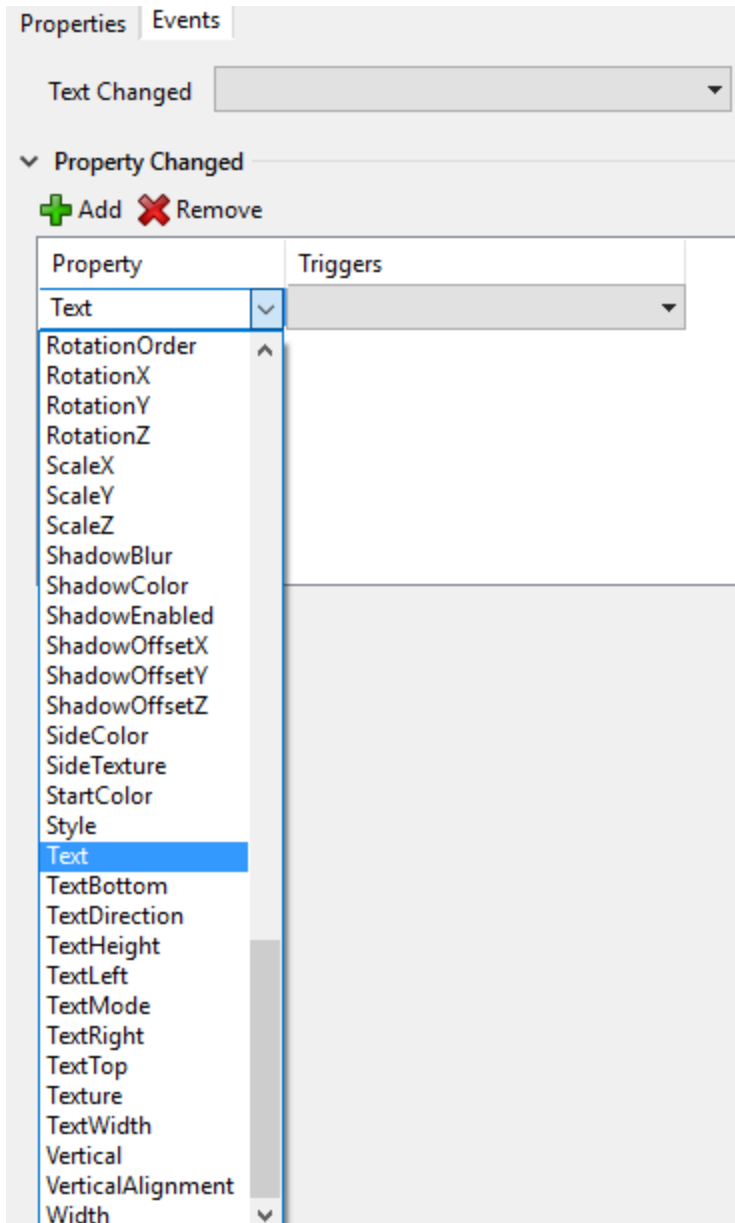 Properties Events
Text Changed
Property Changed
Add Remove
Property Triggers
Text
RotationOrder
RotationX
RotationY
RotationZ
ScaleX
ScaleY
ScaleZ
ShadowBlur
ShadowColor
ShadowEnabled
ShadowOffsetX
ShadowOffsetY
ShadowOffsetZ
SideColor
SideTexture
StartColor
Style
Text
TextBottom
TextDirection
TextHeight
TextLeft
TextMode
TextRight
TextTop
Texture
TextWidth
Vertical
VerticalAlignment
Width